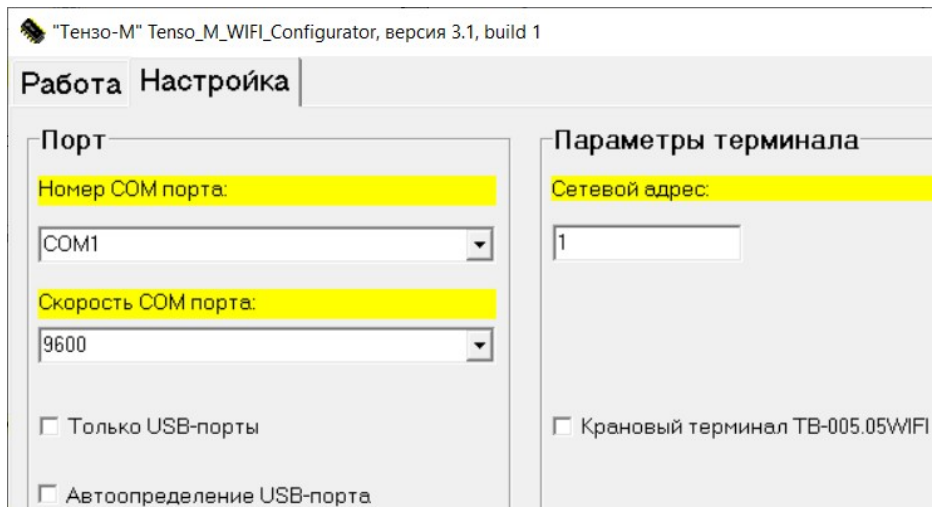 "Тензо-М" Tenso_M_WIFI_Configurator, версия 3.1, build 1
Работа Настройка
Порт
Номер COM порта:
COM1
Скорость COM порта:
9600
Только USB-порты
Автоопределение USB-порта
Параметры терминала
Сетевой адрес:
1
Крановый терминал ТВ-005.05WIFI